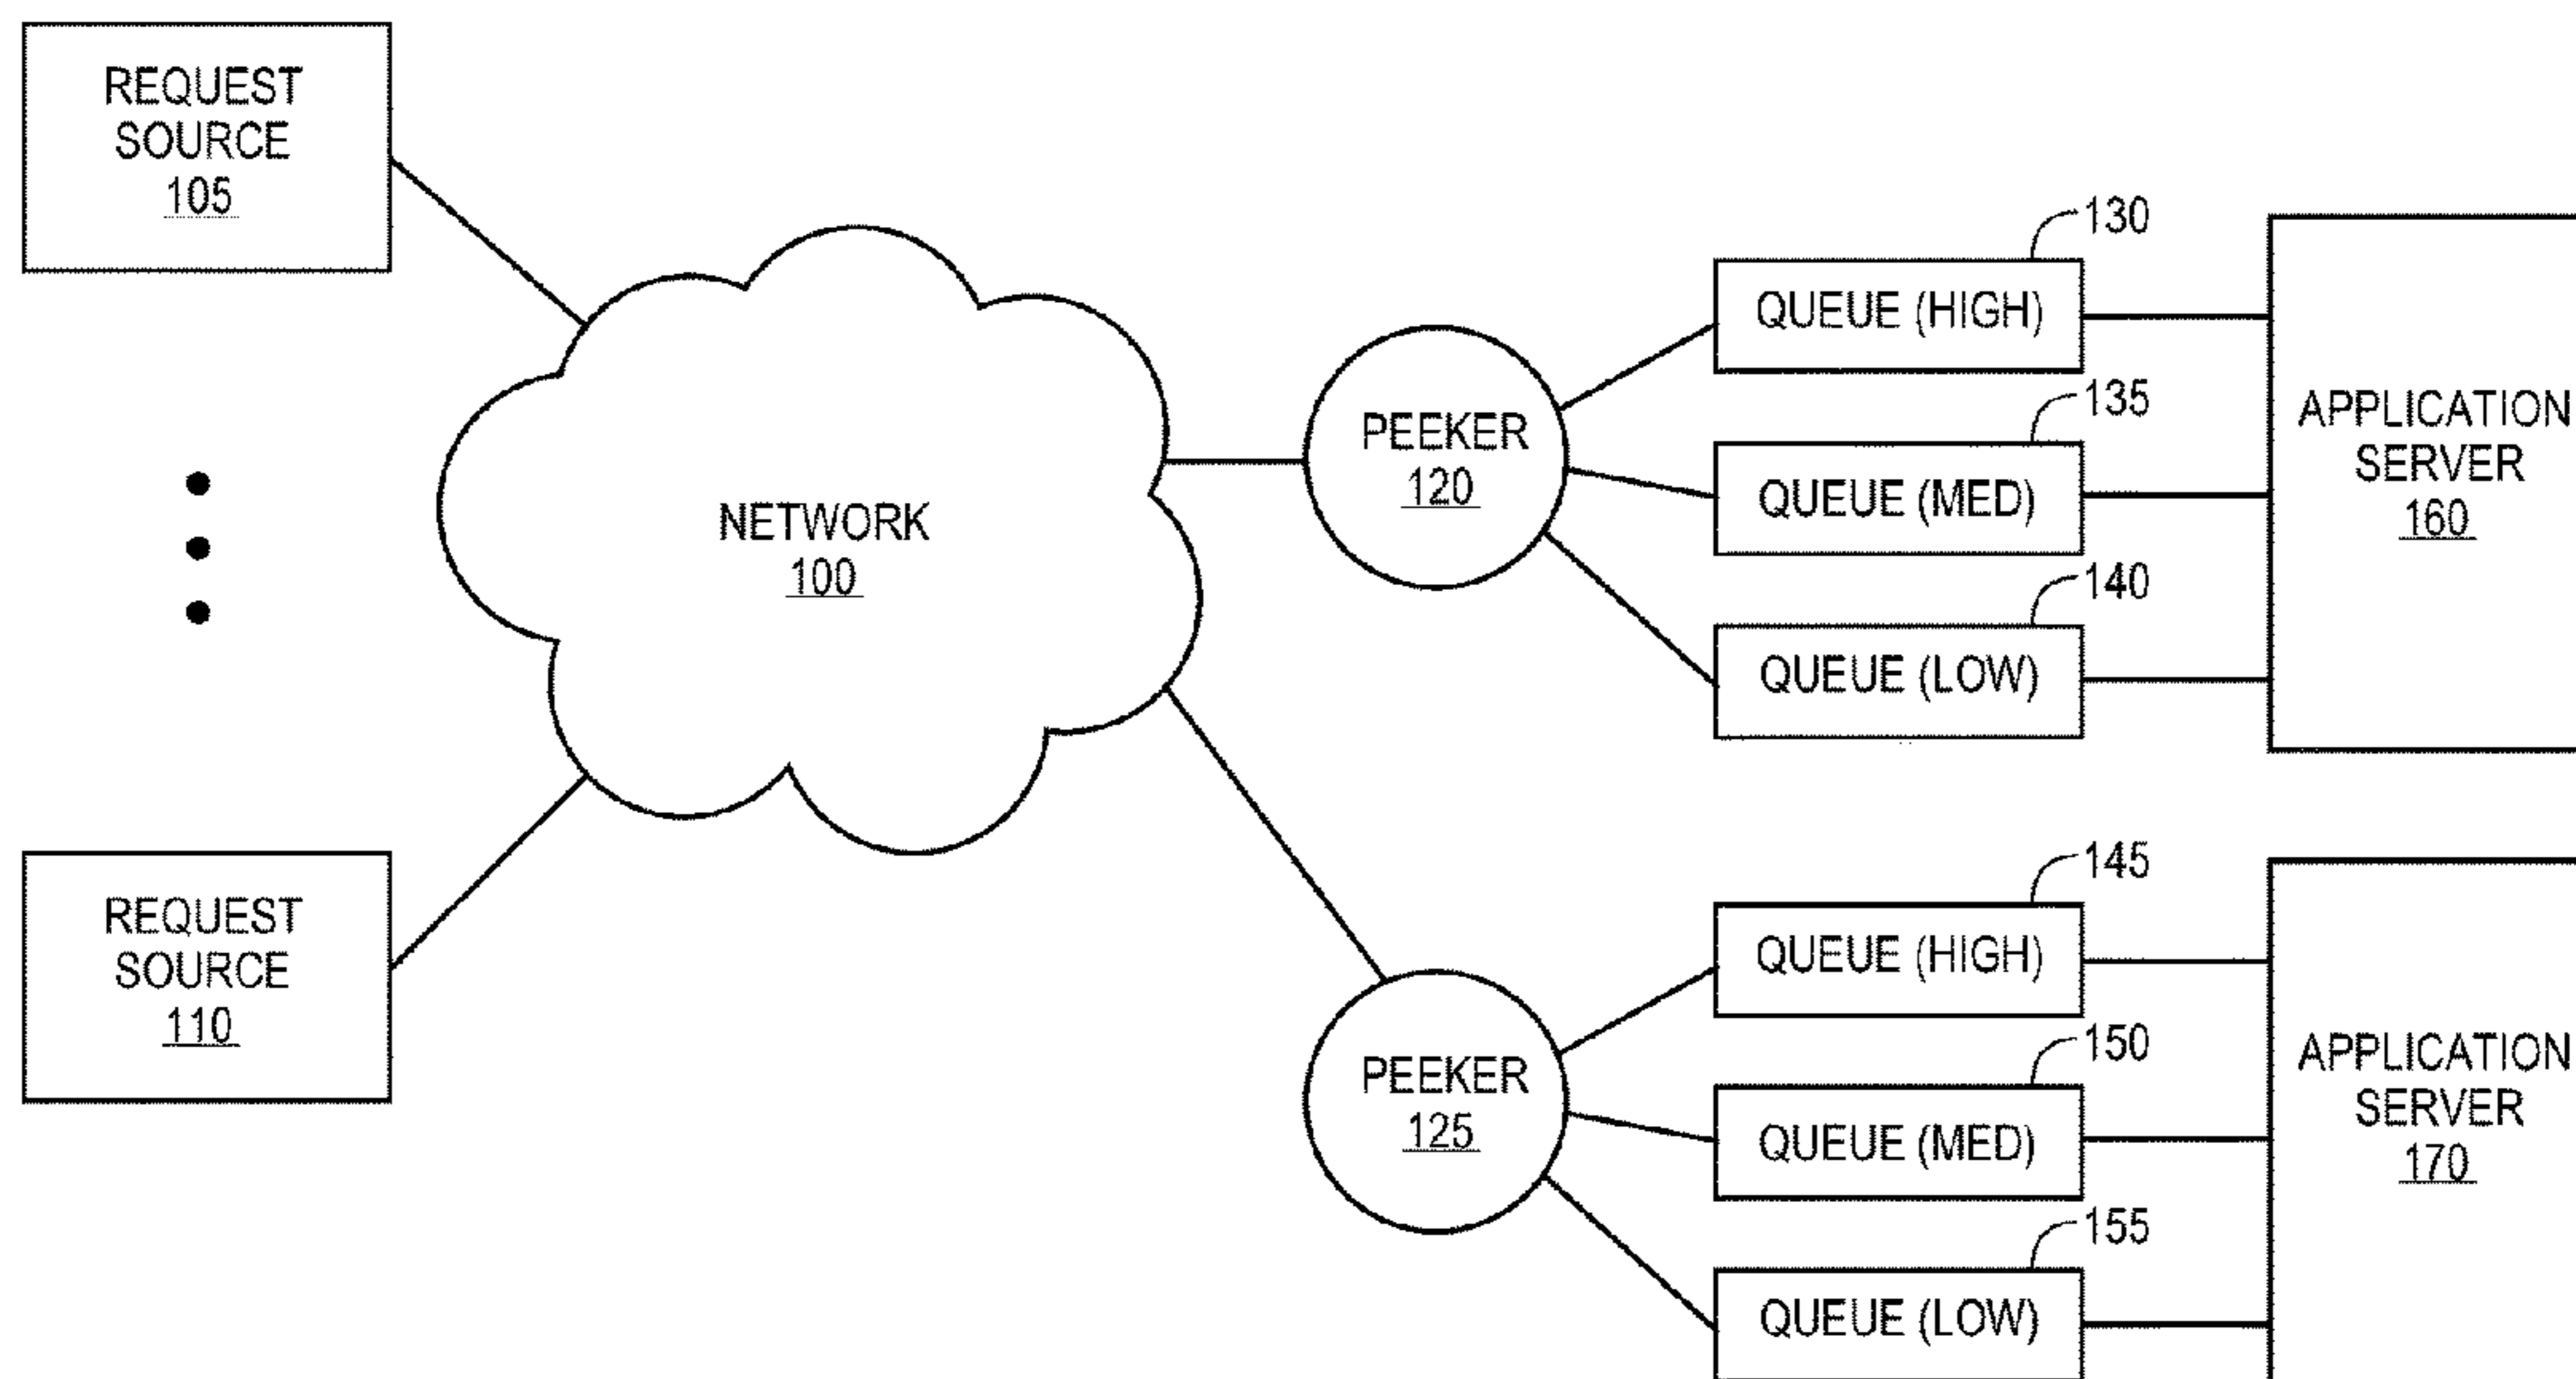 REQUEST
SOURCE
105
REQUEST
SOURCE
110
NETWORK
100
PEEKER
120
PEEKER
125
130
QUEUE (HIGH)
135
QUEUE (MED)
140
QUEUE (LOW)
APPLICATION
SERVER
160
145
QUEUE (HIGH)
150
QUEUE (MED)
155
QUEUE (LOW)
APPLICATION
SERVER
170